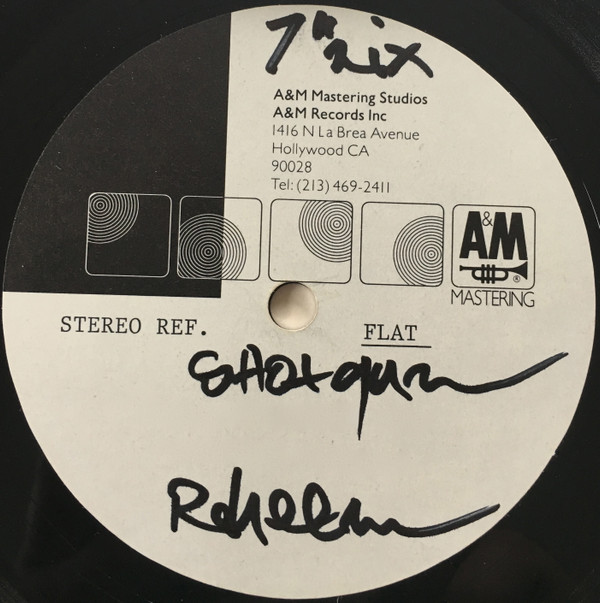 7" mix
A&M Mastering Studios
A&M Records Inc
1416 N La Brea Avenue
Hollywood CA
90028
Tel: (213) 469-2411
A&M
®
MASTERING
STEREO REF. FLAT
Shotgun
Raheem